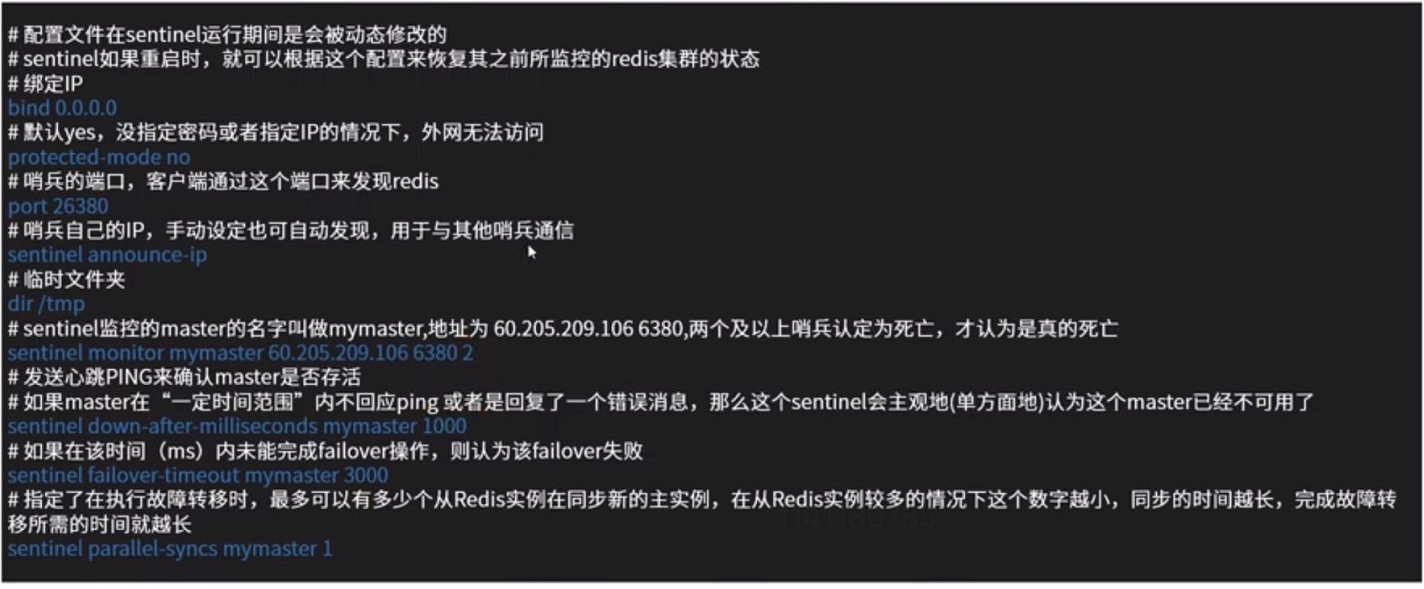 # 配置文件在sentinel运行期间是会被动态修改的
# sentinel如果重启时，就可以根据这个配置来恢复其之前所监控的redis集群的状态
# 绑定IP
bind 0.0.0.0
# 默认yes，没指定密码或者指定IP的情况下，外网无法访问
protected-mode no
# 哨兵的端口，客户端通过这个端口来发现redis
port 26380
# 哨兵自己的IP，手动设定也可自动发现，用于与其他哨兵通信
sentinel announce-ip
# 临时文件夹
dir /tmp
# sentinel监控的master的名字叫做mymaster,地址为 60.205.209.106 6380,两个及以上哨兵认定为死亡，才认为是真的死亡
sentinel monitor mymaster 60.205.209.106 6380 2
# 发送心跳PING来确认master是否存活
# 如果master在“一定时间范围”内不回应ping 或者是回复了一个错误消息，那么这个sentinel会主观地(单方面地)认为这个master已经不可用了
sentinel down-after-milliseconds mymaster 1000
# 如果在该时间（ms）内未能完成failover操作，则认为该failover失败
sentinel failover-timeout mymaster 3000
# 指定了在执行故障转移时，最多可以有多少个从Redis实例在同步新的主实例，在从Redis实例较多的情况下这个数字越小，同步的时间越长，完成故障转
移所需的时间就越长
sentinel parallel-syncs mymaster 1